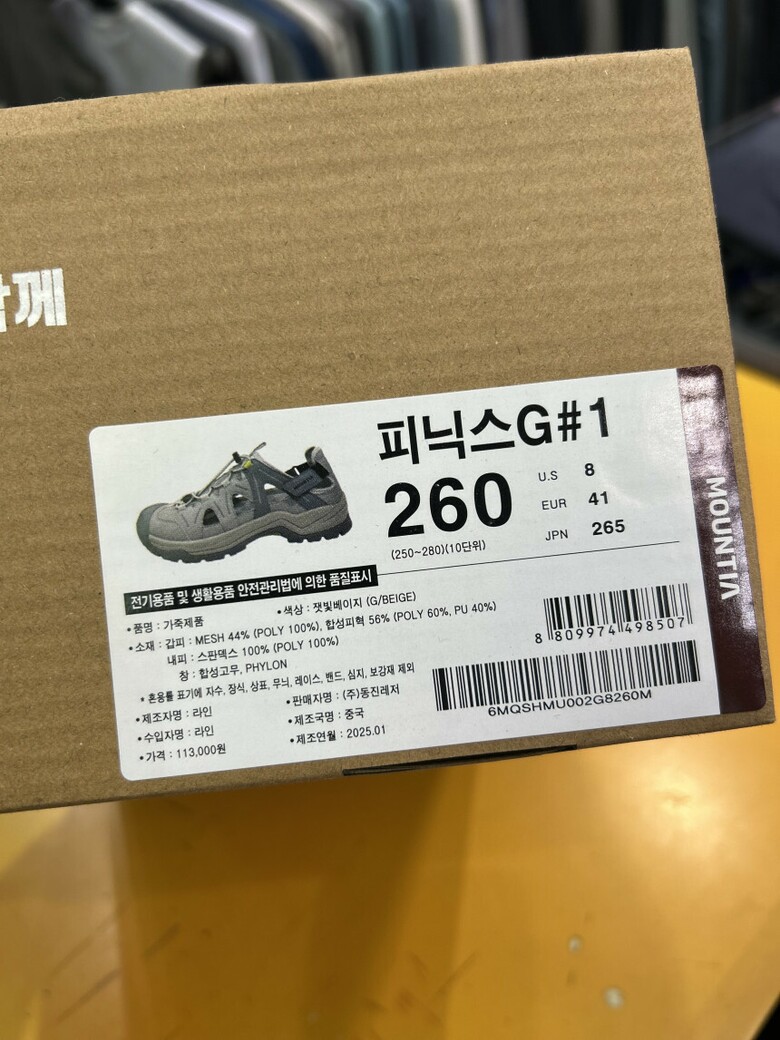 께
피닉스G#1
260
U.S 8
EUR 41
JPN 265
(250~280)(10단위)
전기용품 및 생활용품 안전관리법에 의한 품질표시
• 품명 : 가죽제품
• 색상 : 잿빛베이지 (G/BEIGE)
• 소재 : 갑피 : MESH 44% (POLY 100%), 합성피혁 56% (POLY 60%, PU 40%)
내피 : 스판덱스 100% (POLY 100%)
창 : 합성고무, PHYLON
• 혼용률 표기에 자수, 장식, 상표, 무늬, 레이스, 밴드, 심지, 보강재 제외
• 제조자명 : 라인
• 판매자명 : (주)동진레저
• 수입자명 : 라인
• 제조국명 : 중국
• 가격 : 113,000원
• 제조연월 : 2025.01
8 809974 498507
6MQSHMU002G8260M
MOUNTIA